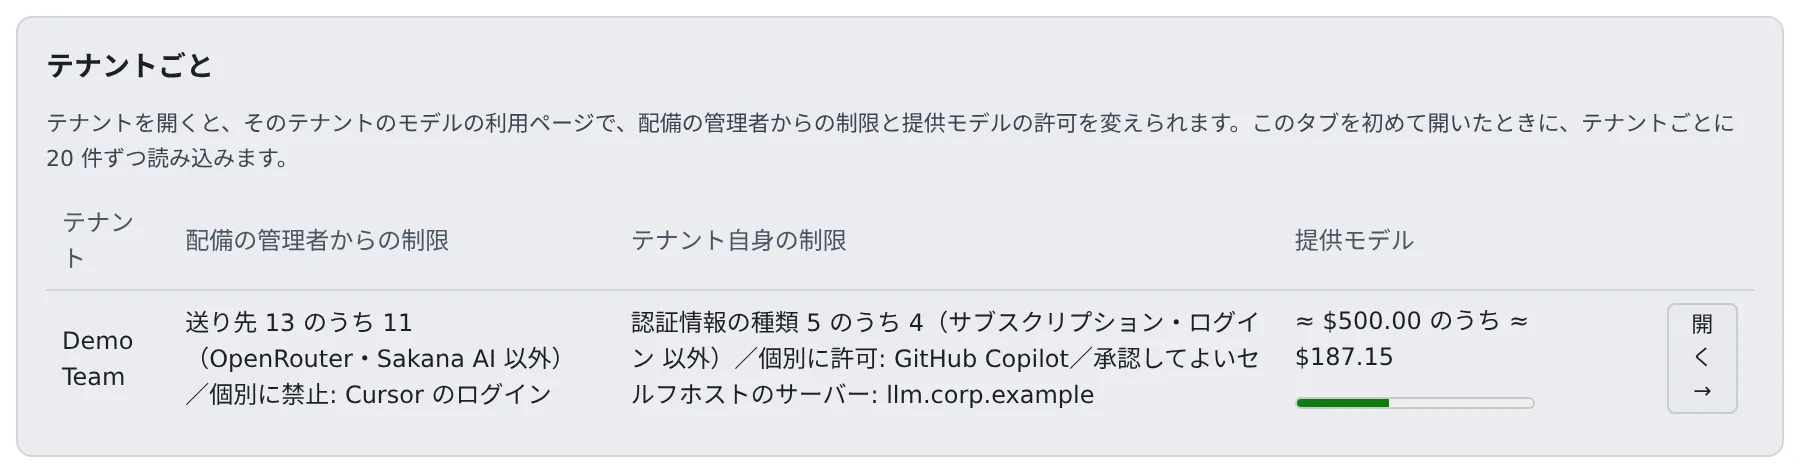 テナントごと
テナントを開くと、そのテナントのモデルの利用ページで、配備の管理者からの制限と提供モデルの許可を変えられます。このタブを初めて開いたときに、テナントごとに
20 件ずつ読み込みます。
テナン
ト
配備の管理者からの制限
テナント自身の制限
提供モデル
Demo
Team
送り先 13 のうち 11
（OpenRouter・Sakana AI 以外）
／個別に禁止: Cursor のログイン
認証情報の種類 5 のうち 4（サブスクリプション・ログイ
ン 以外）／個別に許可: GitHub Copilot／承認してよいセ
ルフホストのサーバー: llm.corp.example
≈ $500.00 のうち ≈
$187.15
開
く
→